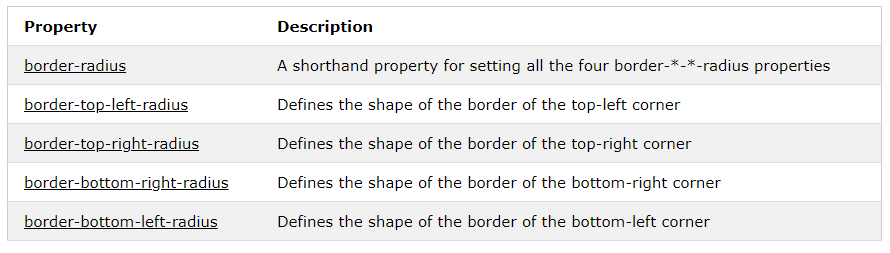 Property Description
border-radius A shorthand property for setting all the four border-*-*-radius properties
border-top-left-radius Defines the shape of the border of the top-left corner
border-top-right-radius Defines the shape of the border of the top-right corner
border-bottom-right-radius Defines the shape of the border of the bottom-right corner
border-bottom-left-radius Defines the shape of the border of the bottom-left corner